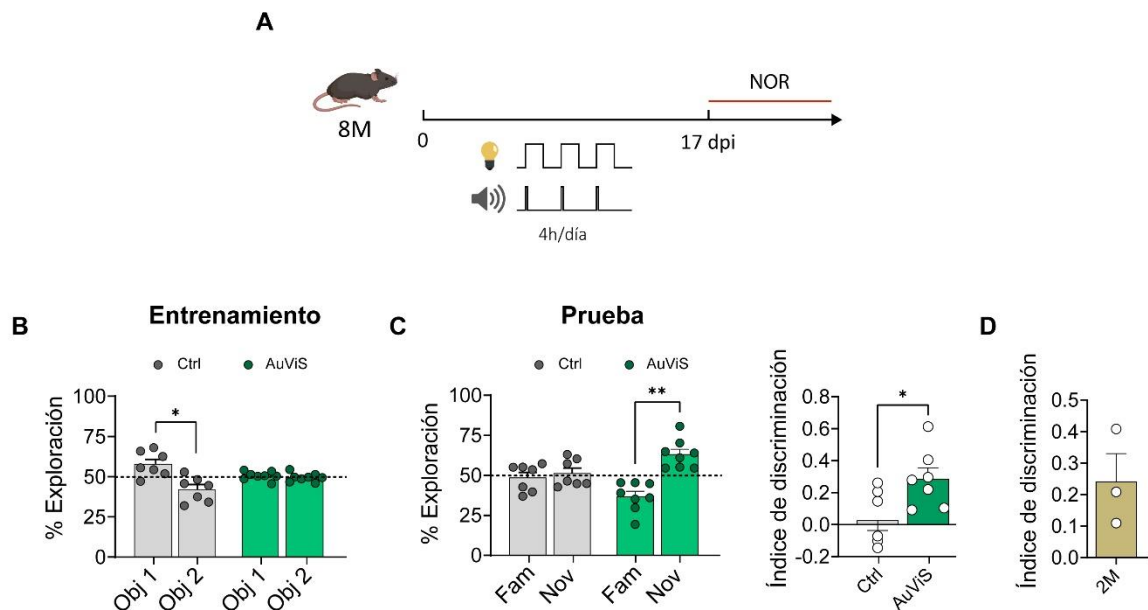 A
8M
0
17 dpi
NOR
4h/día
B
Entrenamiento
Ctrl AuViS
% Exploración
100
75
50
25
0
*
Obj 1 Obj 2 Obj 1 Obj 2
C
Prueba
Ctrl AuViS
% Exploración
100
75
50
25
0
**
Fam Nov Fam Nov
Índice de discriminación
0.8
0.6
0.4
0.2
0.0
-0.2
*
Ctrl AuViS
D
Índice de discriminación
0.5
0.4
0.3
0.2
0.1
0.0
2M